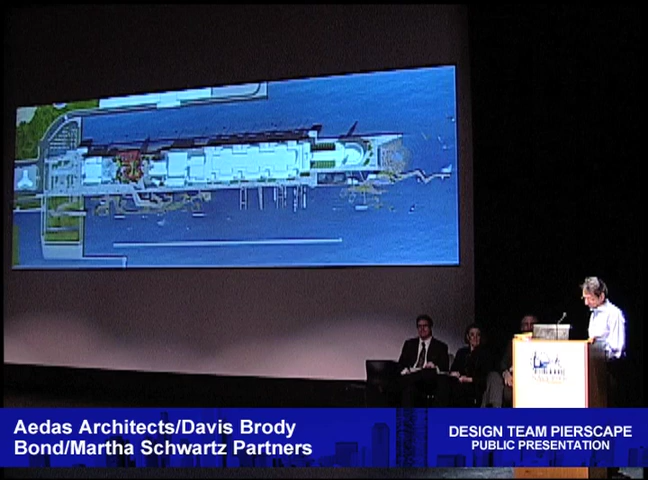 Aedas Architects/Davis Brody
Bond/Martha Schwartz Partners
DESIGN TEAM PIERSCAPE
PUBLIC PRESENTATION